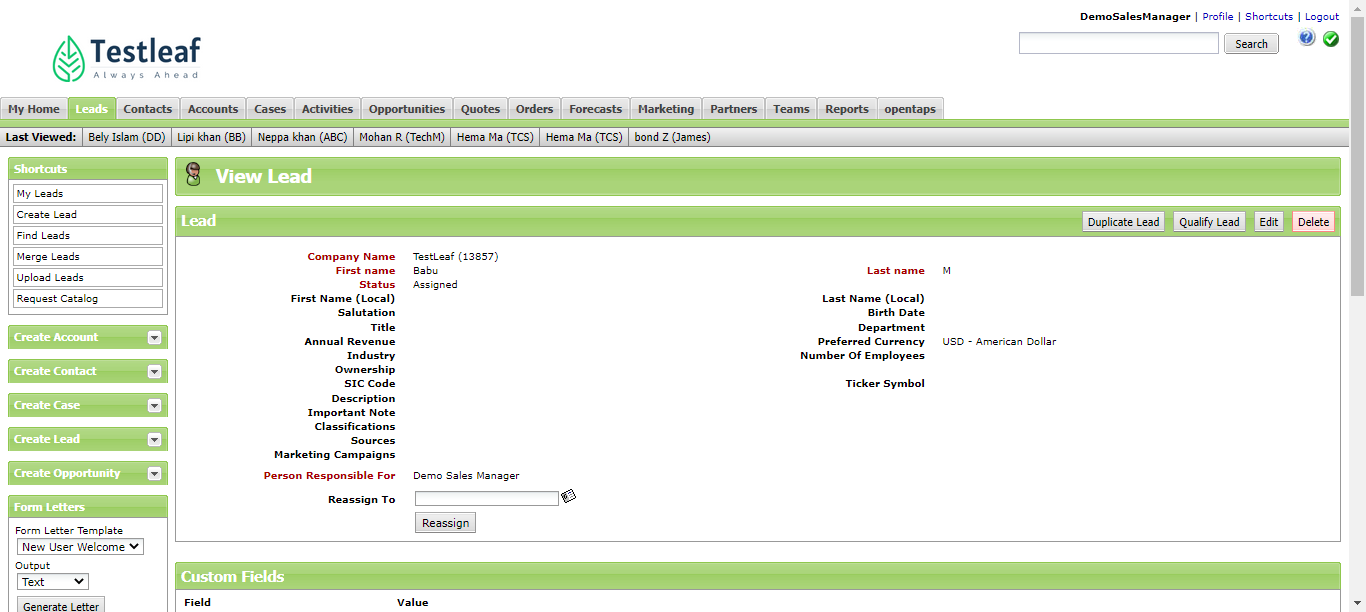 DemoSalesManager | Profile | Shortcuts | Logout
Testleaf
Always Ahead
Search
?
My Home Leads Contacts Accounts Cases Activities Opportunities Quotes Orders Forecasts Marketing Partners Teams Reports opentaps
Last Viewed: Bely Islam (DD) Lipi khan (BB) Neppa khan (ABC) Mohan R (TechM) Hema Ma (TCS) Hema Ma (TCS) bond Z (James)
Shortcuts
My Leads
Create Lead
Find Leads
Merge Leads
Upload Leads
Request Catalog
Create Account
Create Contact
Create Case
Create Lead
Create Opportunity
Form Letters
Form Letter Template
New User Welcome
Output
Text
Generate Letter
View Lead
Lead Duplicate Lead Qualify Lead Edit Delete
Company Name TestLeaf (13857)
First name Babu Last name M
Status Assigned
First Name (Local) Last Name (Local)
Salutation Birth Date
Title Department
Annual Revenue Preferred Currency USD - American Dollar
Industry Number Of Employees
Ownership
SIC Code Ticker Symbol
Description
Important Note
Classifications
Sources
Marketing Campaigns
Person Responsible For Demo Sales Manager
Reassign To
Reassign
Custom Fields
Field Value